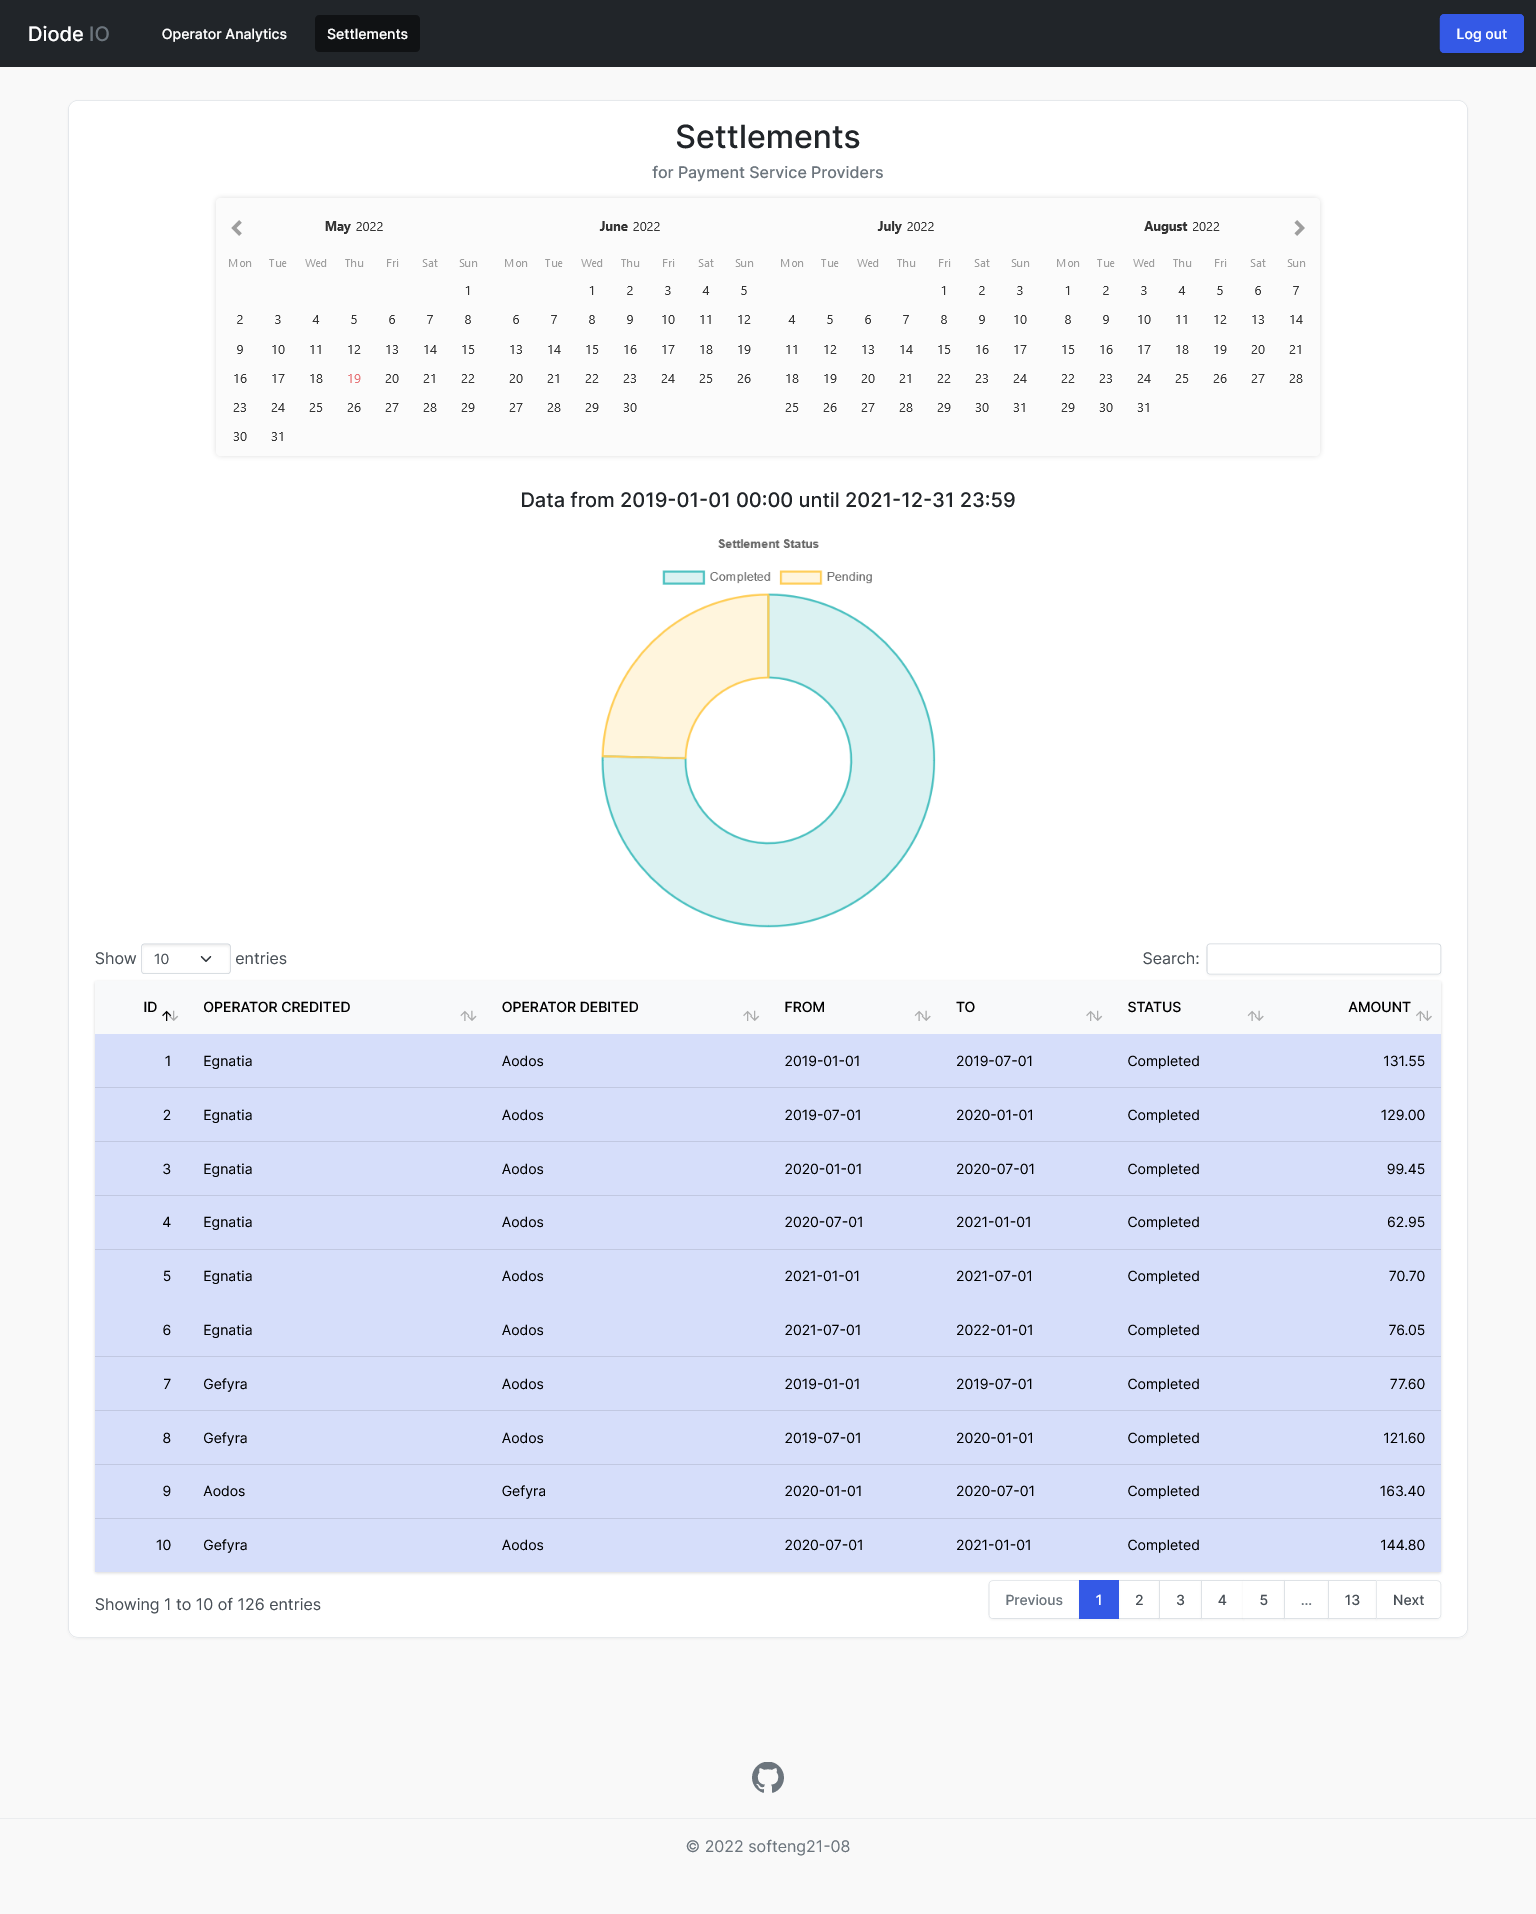 Diode IO Operator Analytics Settlements Log out
Settlements
for Payment Service Providers
May 2022 June 2022 July 2022 August 2022
Mon Tue Wed Thu Fri Sat Sun Mon Tue Wed Thu Fri Sat Sun Mon Tue Wed Thu Fri Sat Sun Mon Tue Wed Thu Fri Sat Sun
1 1 2 3 4 5 1 2 3 1 2 3 4 5 6 7
2 3 4 5 6 7 8 6 7 8 9 10 11 12 4 5 6 7 8 9 10 8 9 10 11 12 13 14
9 10 11 12 13 14 15 13 14 15 16 17 18 19 11 12 13 14 15 16 17 15 16 17 18 19 20 21
16 17 18 19 20 21 22 20 21 22 23 24 25 26 18 19 20 21 22 23 24 22 23 24 25 26 27 28
23 24 25 26 27 28 29 27 28 29 30 25 26 27 28 29 30 31 29 30 31
30 31
Data from 2019-01-01 00:00 until 2021-12-31 23:59
Settlement Status
Completed Pending
Show 10 entries Search:
ID OPERATOR CREDITED OPERATOR DEBITED FROM TO STATUS AMOUNT
1 Egnatia Aodos 2019-01-01 2019-07-01 Completed 131.55
2 Egnatia Aodos 2019-07-01 2020-01-01 Completed 129.00
3 Egnatia Aodos 2020-01-01 2020-07-01 Completed 99.45
4 Egnatia Aodos 2020-07-01 2021-01-01 Completed 62.95
5 Egnatia Aodos 2021-01-01 2021-07-01 Completed 70.70
6 Egnatia Aodos 2021-07-01 2022-01-01 Completed 76.05
7 Gefyra Aodos 2019-01-01 2019-07-01 Completed 77.60
8 Gefyra Aodos 2019-07-01 2020-01-01 Completed 121.60
9 Aodos Gefyra 2020-01-01 2020-07-01 Completed 163.40
10 Gefyra Aodos 2020-07-01 2021-01-01 Completed 144.80
Showing 1 to 10 of 126 entries Previous 1 2 3 4 5 ... 13 Next
© 2022 softeng21-08